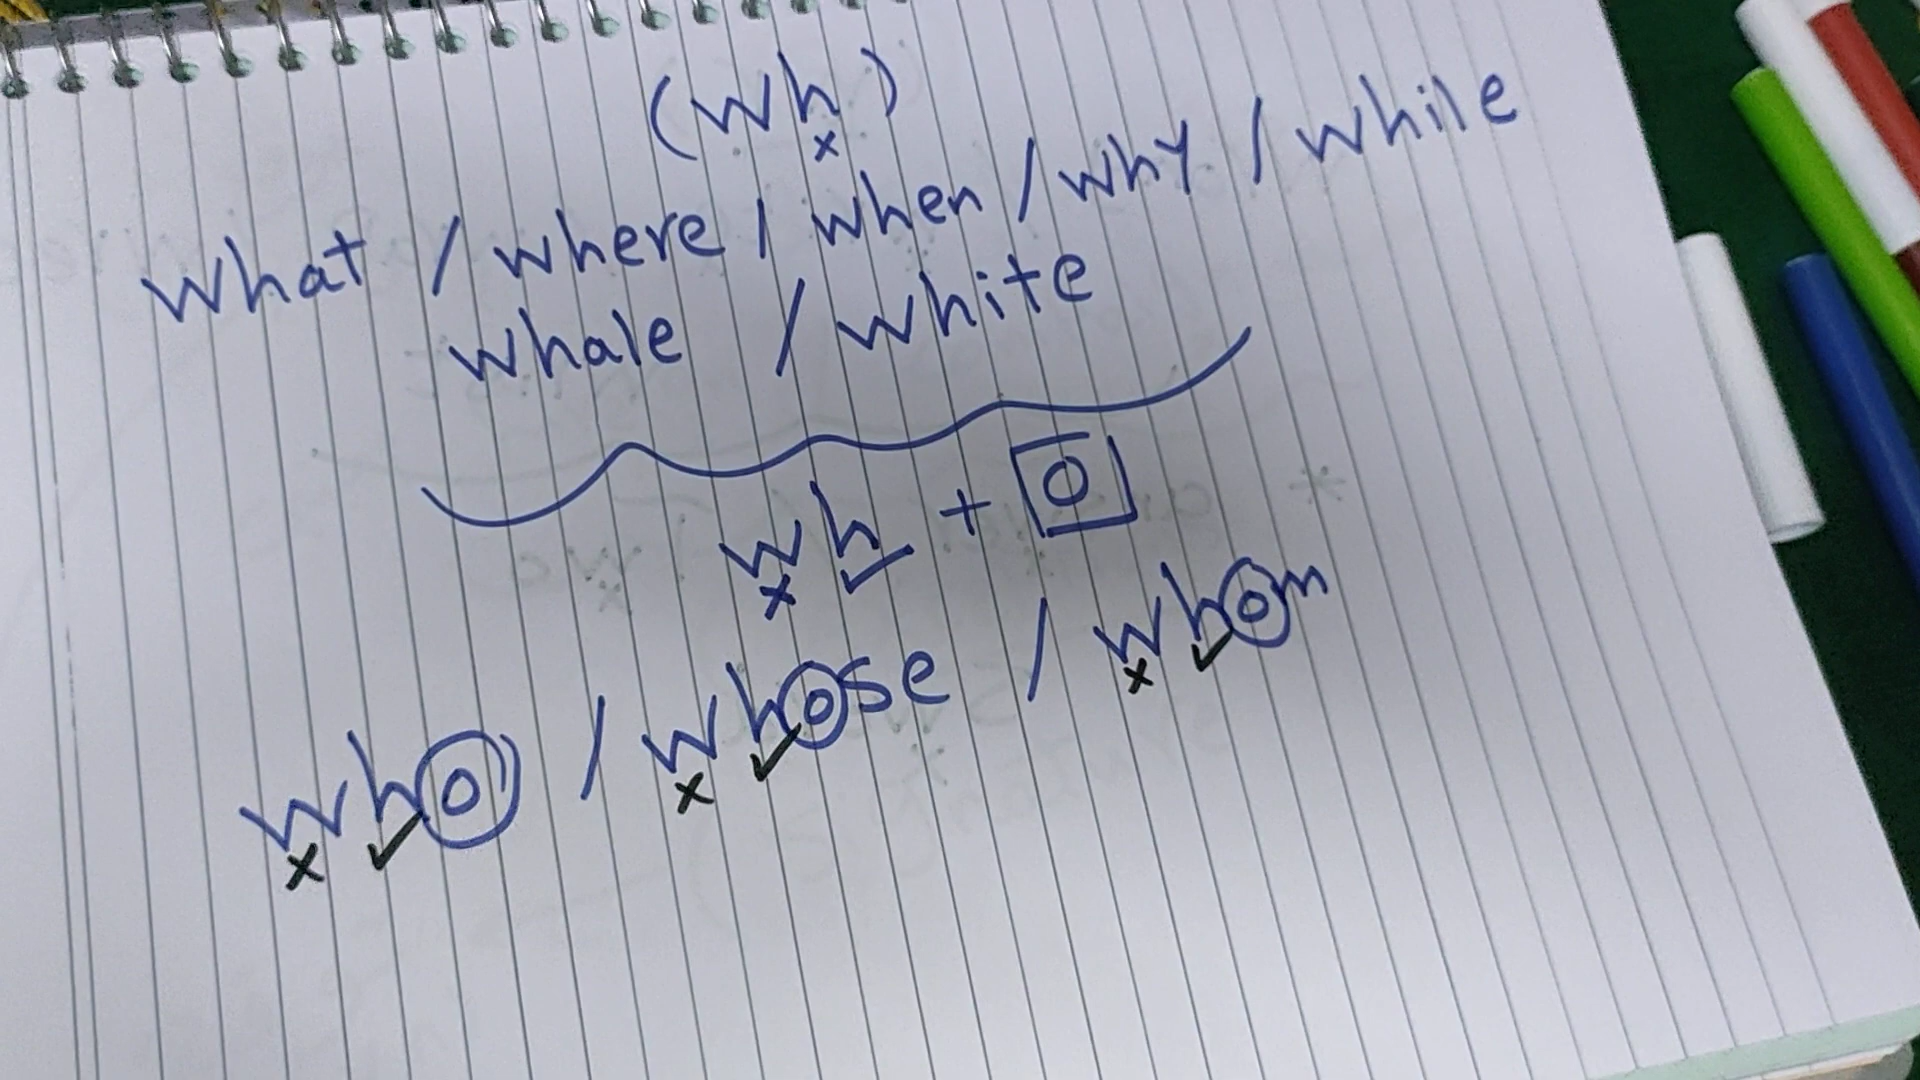 (wh)
x
what / where / when / why / while
whale / white
wh + o
x ✓
who / whose / whom
x ✓ x ✓ x ✓